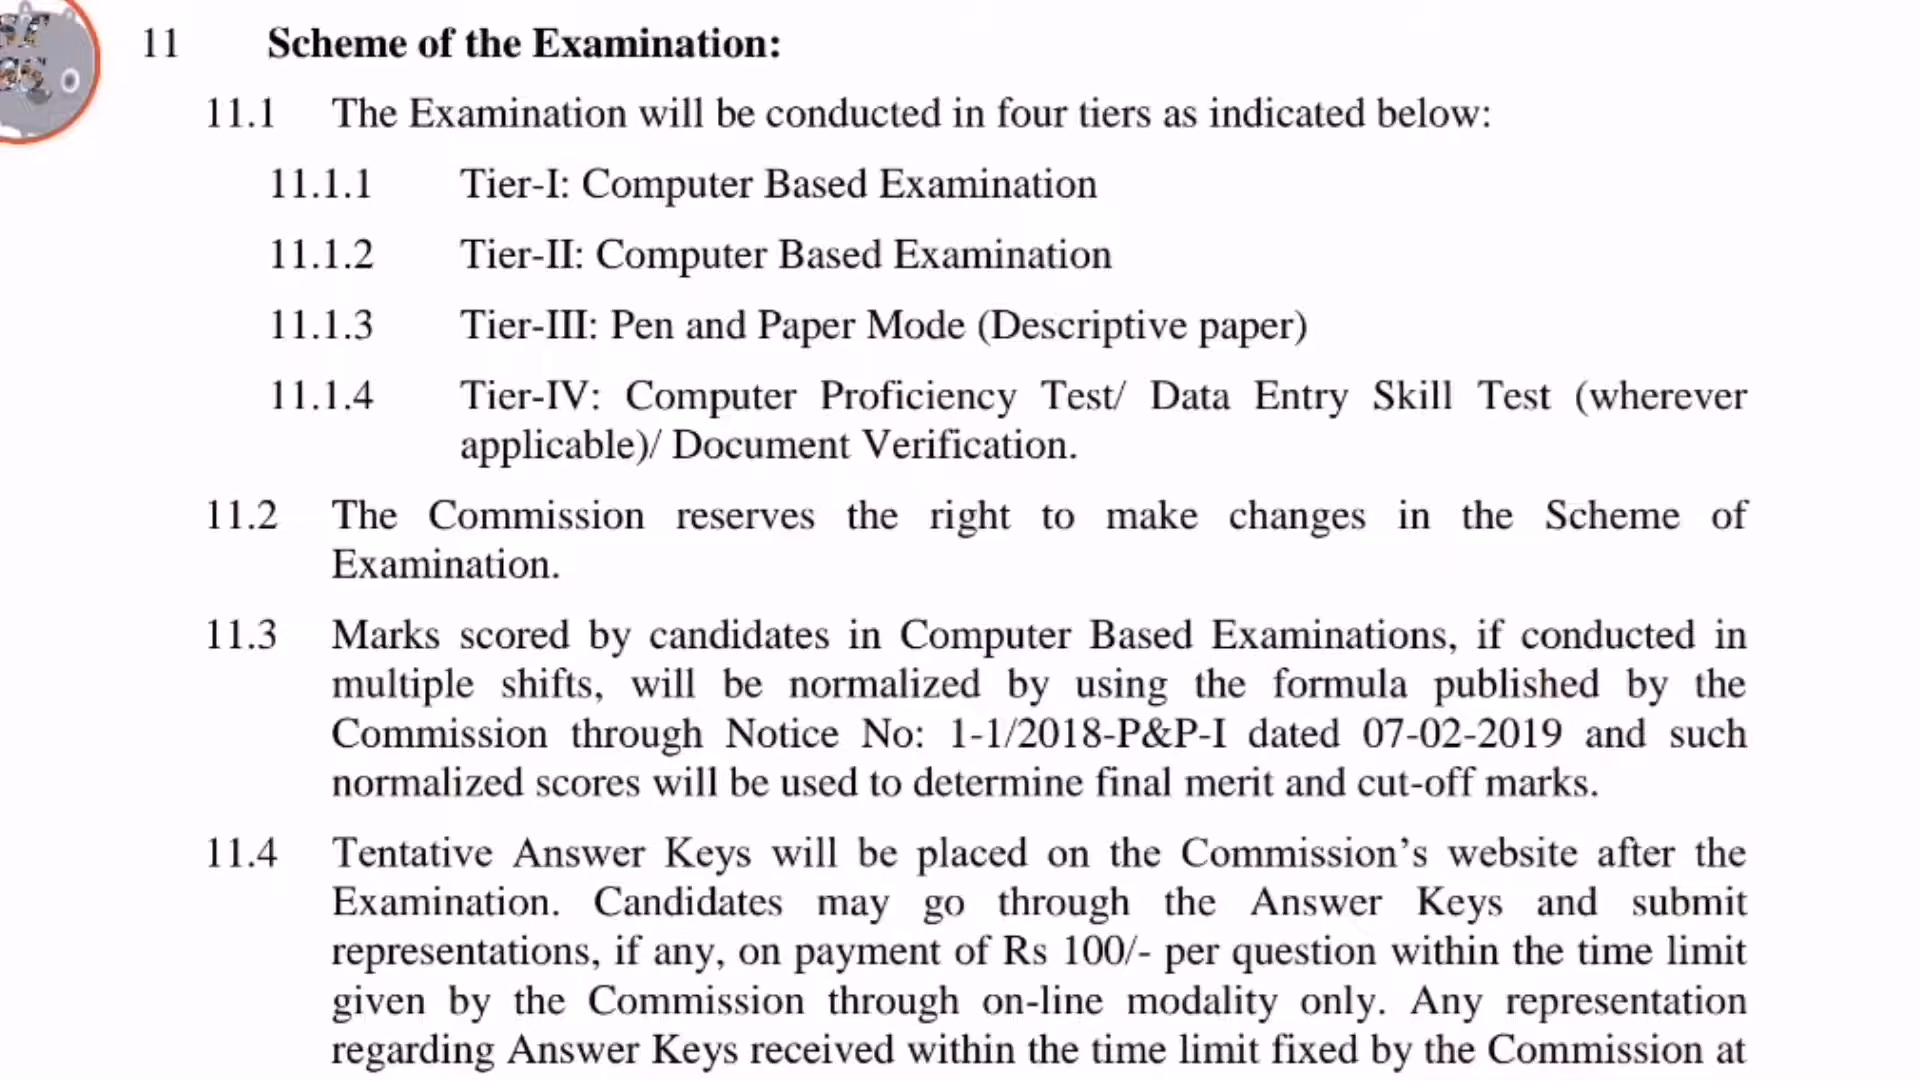 11 Scheme of the Examination:
11.1 The Examination will be conducted in four tiers as indicated below:
11.1.1 Tier-I: Computer Based Examination
11.1.2 Tier-II: Computer Based Examination
11.1.3 Tier-III: Pen and Paper Mode (Descriptive paper)
11.1.4 Tier-IV: Computer Proficiency Test/ Data Entry Skill Test (wherever
applicable)/ Document Verification.
11.2 The Commission reserves the right to make changes in the Scheme of
Examination.
11.3 Marks scored by candidates in Computer Based Examinations, if conducted in
multiple shifts, will be normalized by using the formula published by the
Commission through Notice No: 1-1/2018-P&P-I dated 07-02-2019 and such
normalized scores will be used to determine final merit and cut-off marks.
11.4 Tentative Answer Keys will be placed on the Commission’s website after the
Examination. Candidates may go through the Answer Keys and submit
representations, if any, on payment of Rs 100/- per question within the time limit
given by the Commission through on-line modality only. Any representation
regarding Answer Keys received within the time limit fixed by the Commission at